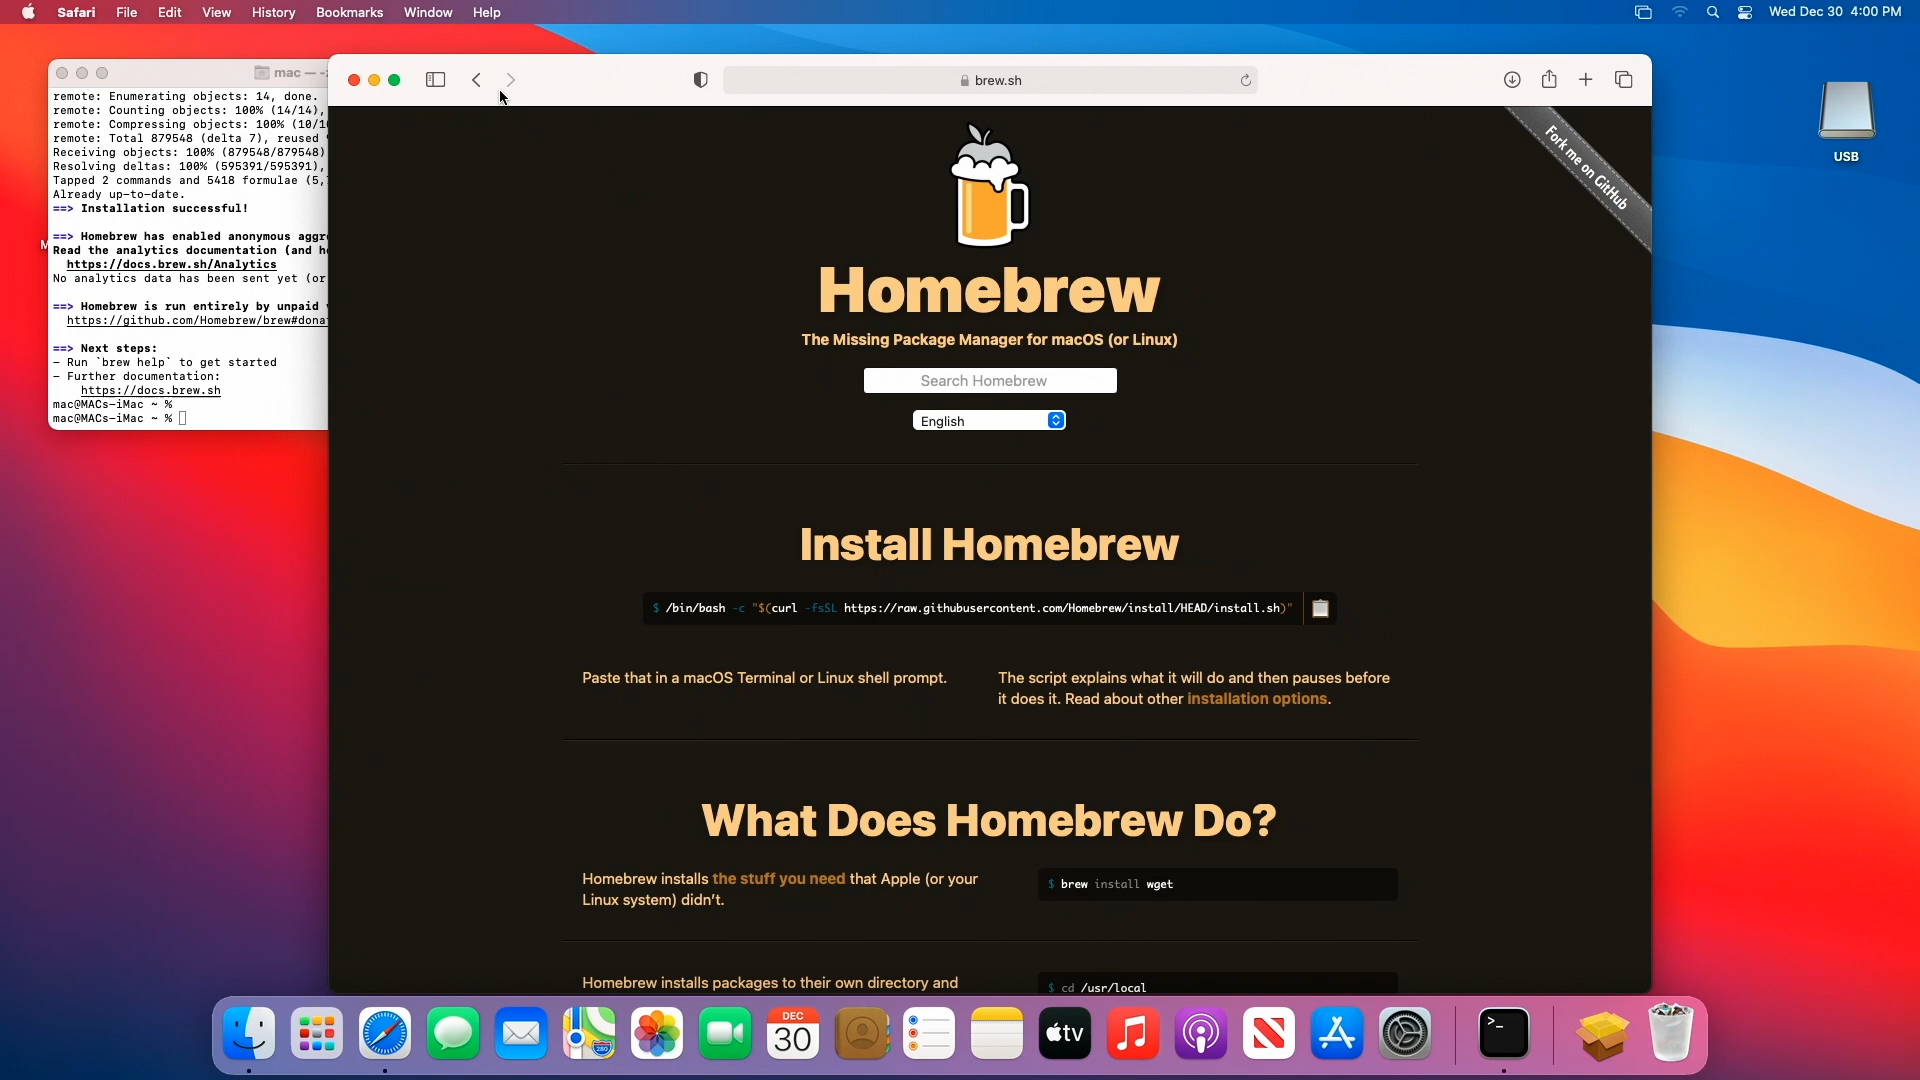 Safari File Edit View History Bookmarks Window Help
Wed Dec 30 4:00 PM
mac —
remote: Enumerating objects: 14, done.
remote: Counting objects: 100% (14/14),
remote: Compressing objects: 100% (10/1
remote: Total 879548 (delta 7), reused
Receiving objects: 100% (879548/879548)
Resolving deltas: 100% (595391/595391),
Tapped 2 commands and 5418 formulae (5,
Already up-to-date.
==> Installation successful!
==> Homebrew has enabled anonymous aggr
Read the analytics documentation (and h
https://docs.brew.sh/Analytics
No analytics data has been sent yet (or
==> Homebrew is run entirely by unpaid
https://github.com/Homebrew/brew#dona
==> Next steps:
- Run `brew help` to get started
- Further documentation:
https://docs.brew.sh
mac@MACs-iMac ~ %
mac@MACs-iMac ~ %
brew.sh
Fork me on GitHub
Homebrew
The Missing Package Manager for macOS (or Linux)
Search Homebrew
English
Install Homebrew
$ /bin/bash -c "$(curl -fsSL https://raw.githubusercontent.com/Homebrew/install/HEAD/install.sh)"
Paste that in a macOS Terminal or Linux shell prompt.
The script explains what it will do and then pauses before
it does it. Read about other installation options.
What Does Homebrew Do?
Homebrew installs the stuff you need that Apple (or your
Linux system) didn't.
$ brew install wget
Homebrew installs packages to their own directory and
$ cd /usr/local
USB
M
280
DEC
30
tv
>_